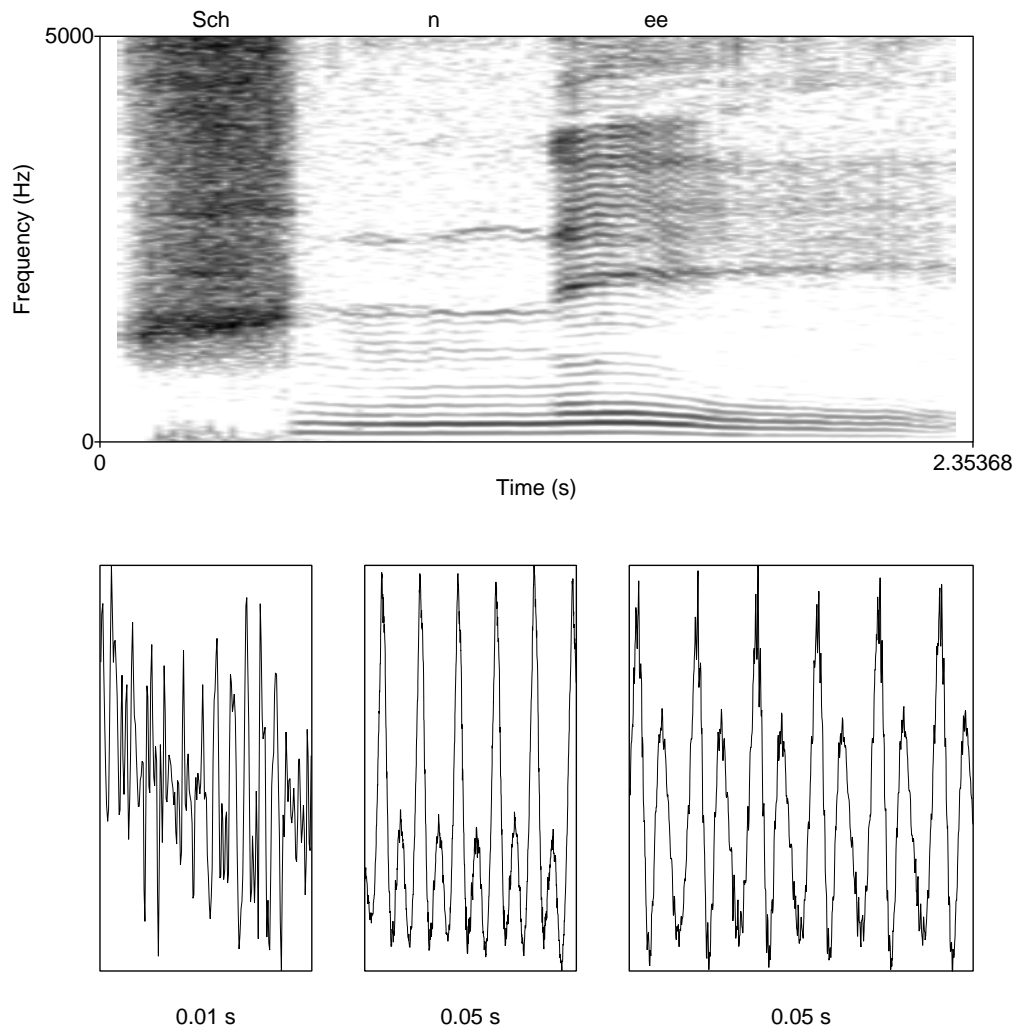 Sch n ee
5000
Frequency (Hz)
0
0 2.35368
Time (s)
0.01 s 0.05 s 0.05 s